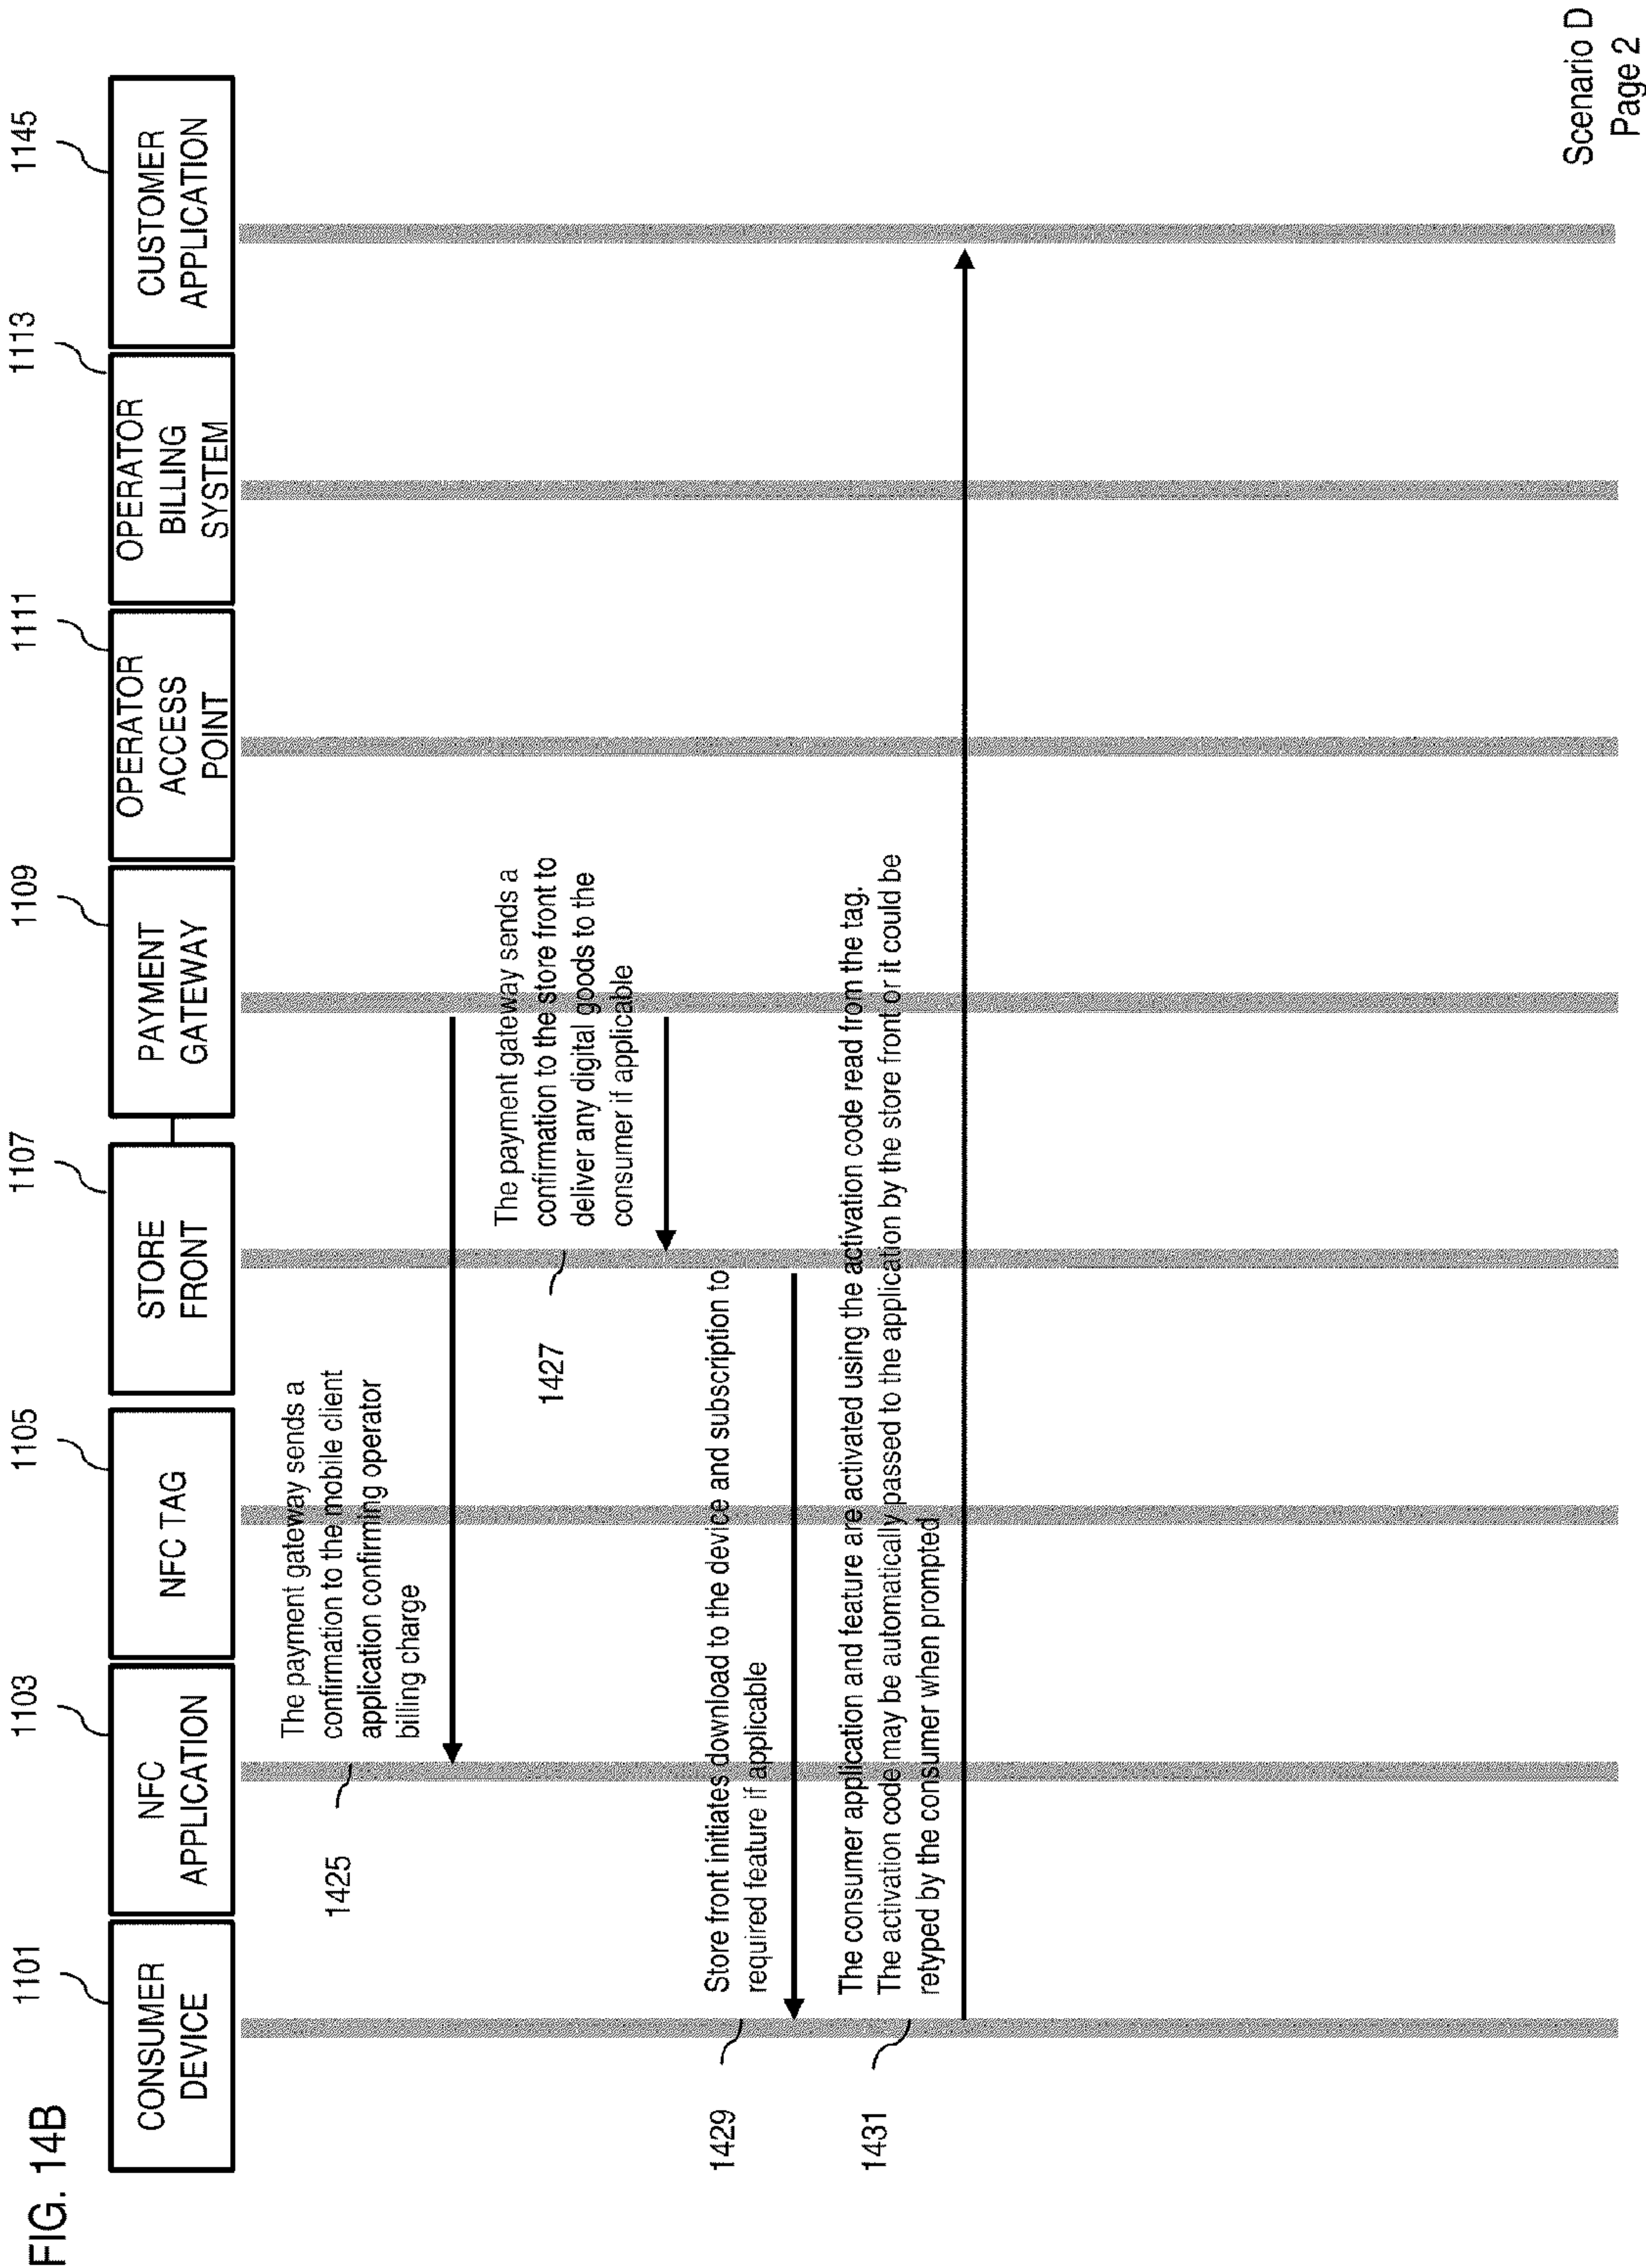 FIG. 14B
1101
1103
1105
1107
1109
1111
1113
1145
CONSUMER
DEVICE
NFC
APPLICATION
NFC TAG
STORE
FRONT
PAYMENT
GATEWAY
OPERATOR
ACCESS
POINT
OPERATOR
BILLING
SYSTEM
CUSTOMER
APPLICATION
1425
The payment gateway sends a
confirmation to the mobile client
application confirming operator
billing charge
1427
The payment gateway sends a
confirmation to the store front to
deliver any digital goods to the
consumer if applicable
1429
Store front initiates download to the device and subscription to
required feature if applicable
1431
The consumer application and feature are activated using the activation code read from the tag.
The activation code may be automatically passed to the application by the store front or it could be
retyped by the consumer when prompted
Scenario D
Page 2